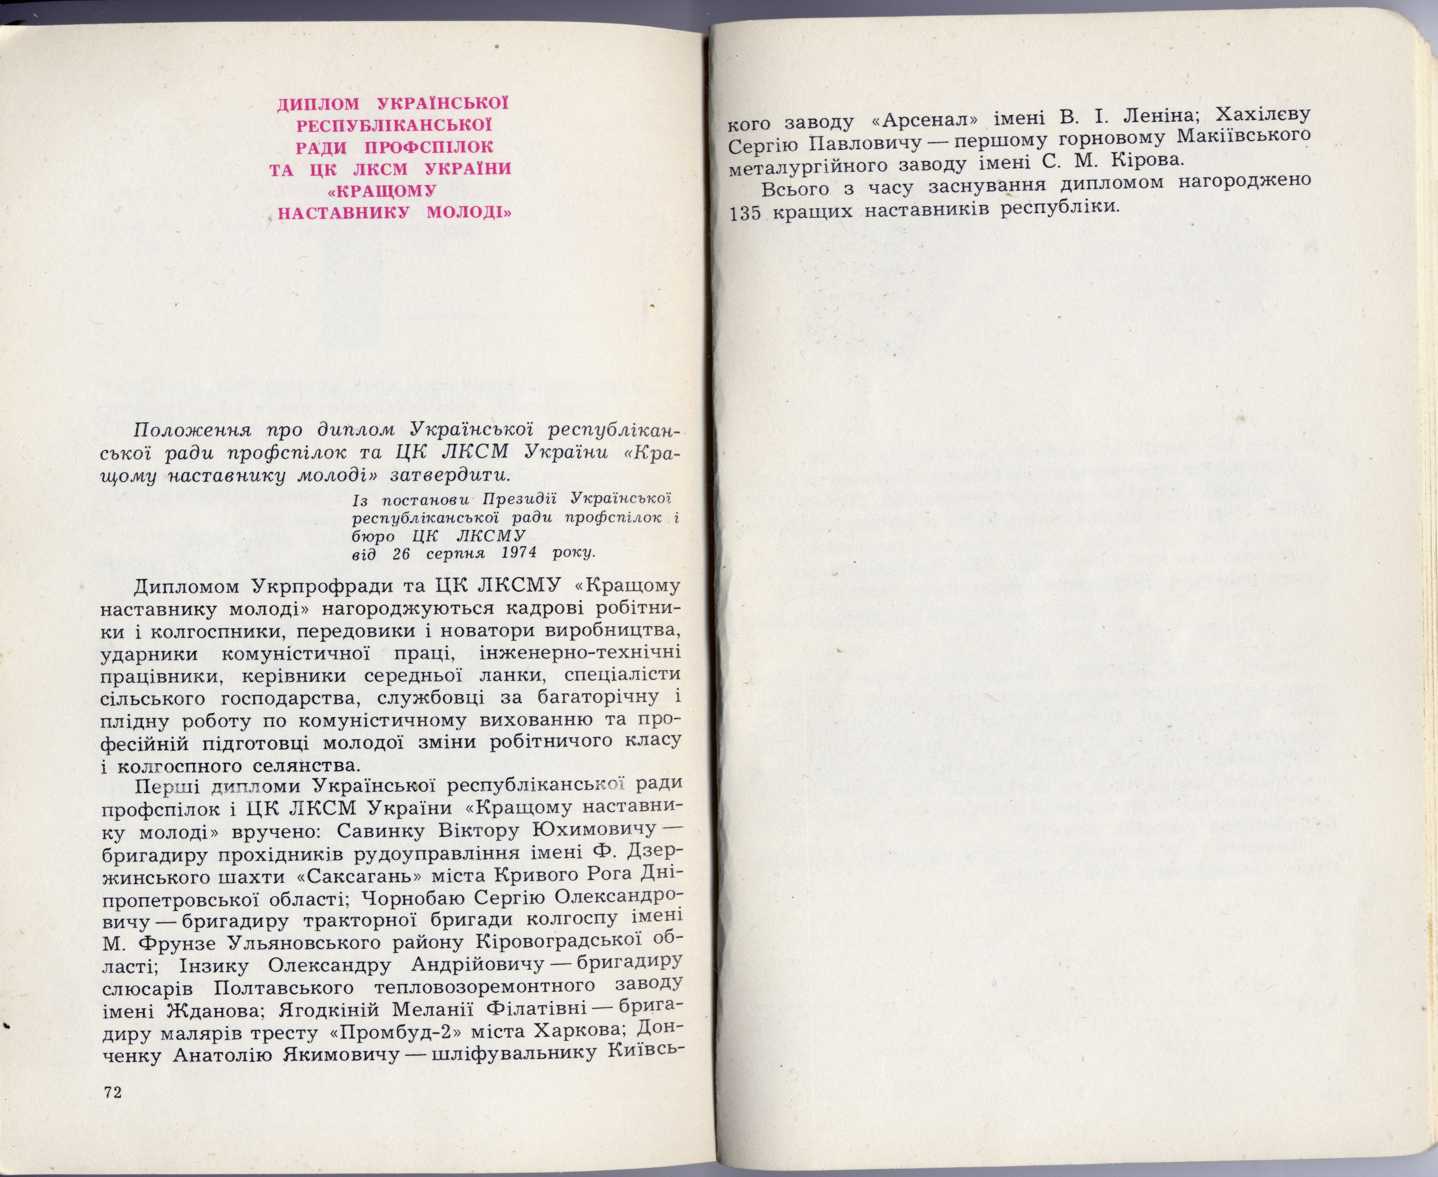 ДИПЛОМ УКРАЇНСЬКОЇ
РЕСПУБЛІКАНСЬКОЇ
РАДИ ПРОФСПІЛОК
ТА ЦК ЛКСМ УКРАЇНИ
«КРАЩОМУ
НАСТАВНИКУ МОЛОДІ»
Положення про диплом Української республікан-
ської ради профспілок та ЦК ЛКСМ України «Кра-
щому наставнику молоді» затвердити.
Із постанови Президії Української
республіканської ради профспілок і
бюро ЦК ЛКСМУ
від 26 серпня 1974 року.
Дипломом Укрпрофради та ЦК ЛКСМУ «Кращому
наставнику молоді» нагороджуються кадрові робітни-
ки і колгоспники, передовики і новатори виробництва,
ударники комуністичної праці, інженерно-технічні
працівники, керівники середньої ланки, спеціалісти
сільського господарства, службовці за багаторічну і
плідну роботу по комуністичному вихованню та про-
фесійній підготовці молодої зміни робітничого класу
і колгоспного селянства.
Перші дипломи Української республіканської ради
профспілок і ЦК ЛКСМ України «Кращому наставни-
ку молоді» вручено: Савинку Віктору Юхимовичу —
бригадиру прохідників рудоуправління імені Ф. Дзер-
жинського шахти «Саксагань» міста Кривого Рога Дні-
пропетровської області; Чорнобаю Сергію Олександро-
вичу — бригадиру тракторної бригади колгоспу імені
М. Фрунзе Ульяновського району Кіровоградської об-
ласті; Інзику Олександру Андрійовичу — бригадиру
слюсарів Полтавського тепловозоремонтного заводу
імені Жданова; Ягодкіній Меланії Філатівні — брига-
диру малярів тресту «Промбуд-2» міста Харкова; Дон-
ченку Анатолію Якимовичу — шліфувальнику Київсь-
72
кого заводу «Арсенал» імені В. І. Леніна; Хахілєву
Сергію Павловичу — першому горновому Макіївського
металургійного заводу імені С. М. Кірова.
Всього з часу заснування дипломом нагороджено
135 кращих наставників республіки.